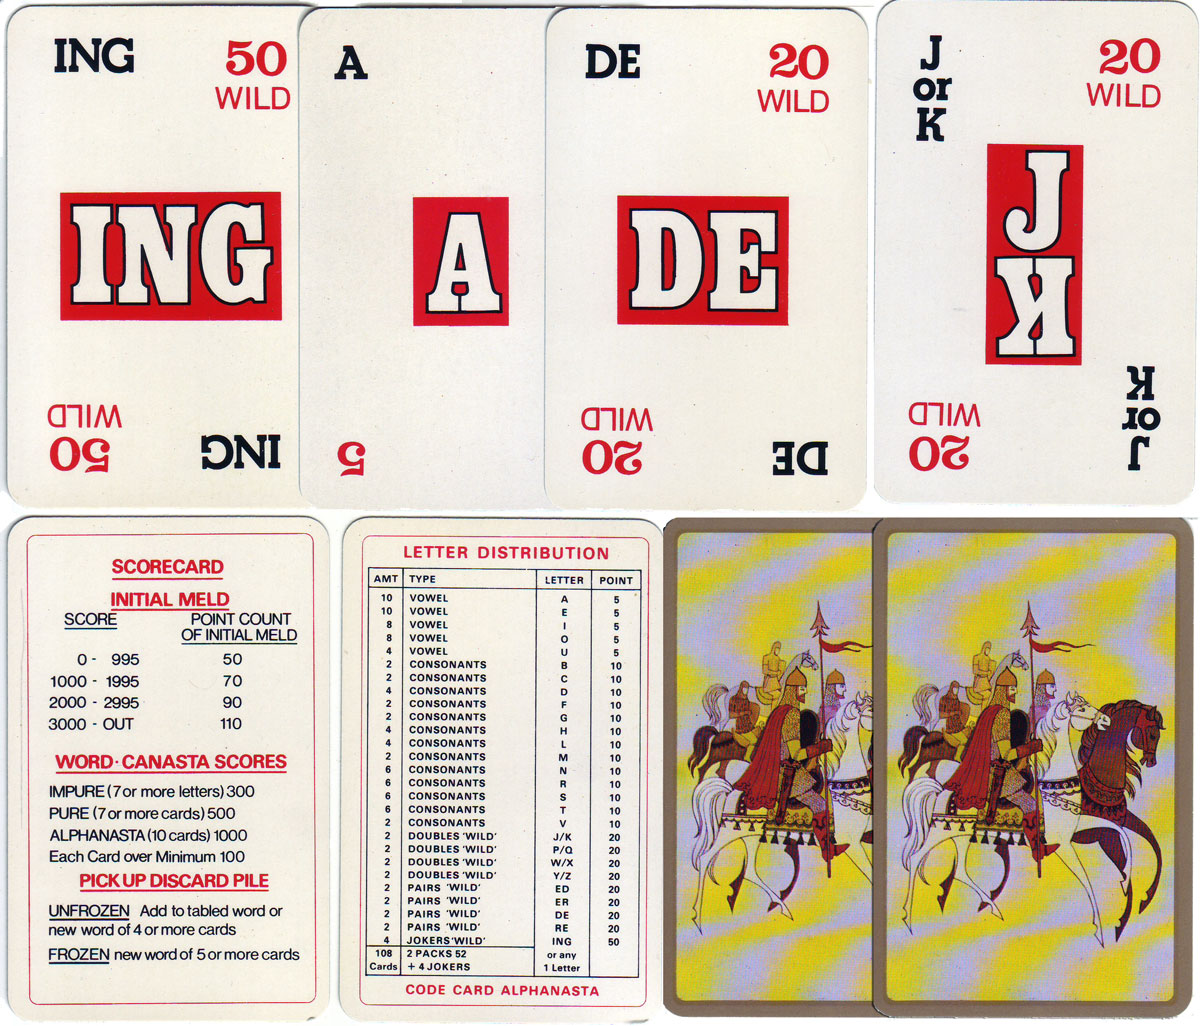 ING
50
WILD
ING
WILD
50
ING
A
A
5
DE
20
WILD
DE
WILD
20
DE
J
or
K
20
WILD
J
K
WILD
20
J
or
K
SCORECARD
INITIAL MELD
SCORE POINT COUNT
OF INITIAL MELD
0 - 995 50
1000 - 1995 70
2000 - 2995 90
3000 - OUT 110
WORD·CANASTA SCORES
IMPURE (7 or more letters) 300
PURE (7 or more cards) 500
ALPHANASTA (10 cards) 1000
Each Card over Minimum 100
PICK UP DISCARD PILE
UNFROZEN Add to tabled word or
new word of 4 or more cards
FROZEN new word of 5 or more cards
LETTER DISTRIBUTION
AMT TYPE LETTER POINT
10 VOWEL A 5
10 VOWEL E 5
8 VOWEL I 5
8 VOWEL O 5
4 VOWEL U 5
2 CONSONANTS B 10
2 CONSONANTS C 10
4 CONSONANTS D 10
2 CONSONANTS F 10
2 CONSONANTS G 10
4 CONSONANTS H 10
4 CONSONANTS L 10
2 CONSONANTS M 10
6 CONSONANTS N 10
6 CONSONANTS R 10
6 CONSONANTS S 10
6 CONSONANTS T 10
2 CONSONANTS V 10
2 DOUBLES 'WILD' J/K 20
2 DOUBLES 'WILD' P/Q 20
2 DOUBLES 'WILD' W/X 20
2 DOUBLES 'WILD' Y/Z 20
2 PAIRS 'WILD' ED 20
2 PAIRS 'WILD' ER 20
2 PAIRS 'WILD' DE 20
2 PAIRS 'WILD' RE 20
4 JOKERS 'WILD' ING 50
108 2 PACKS 52 or any
Cards + 4 JOKERS 1 Letter
CODE CARD ALPHANASTA